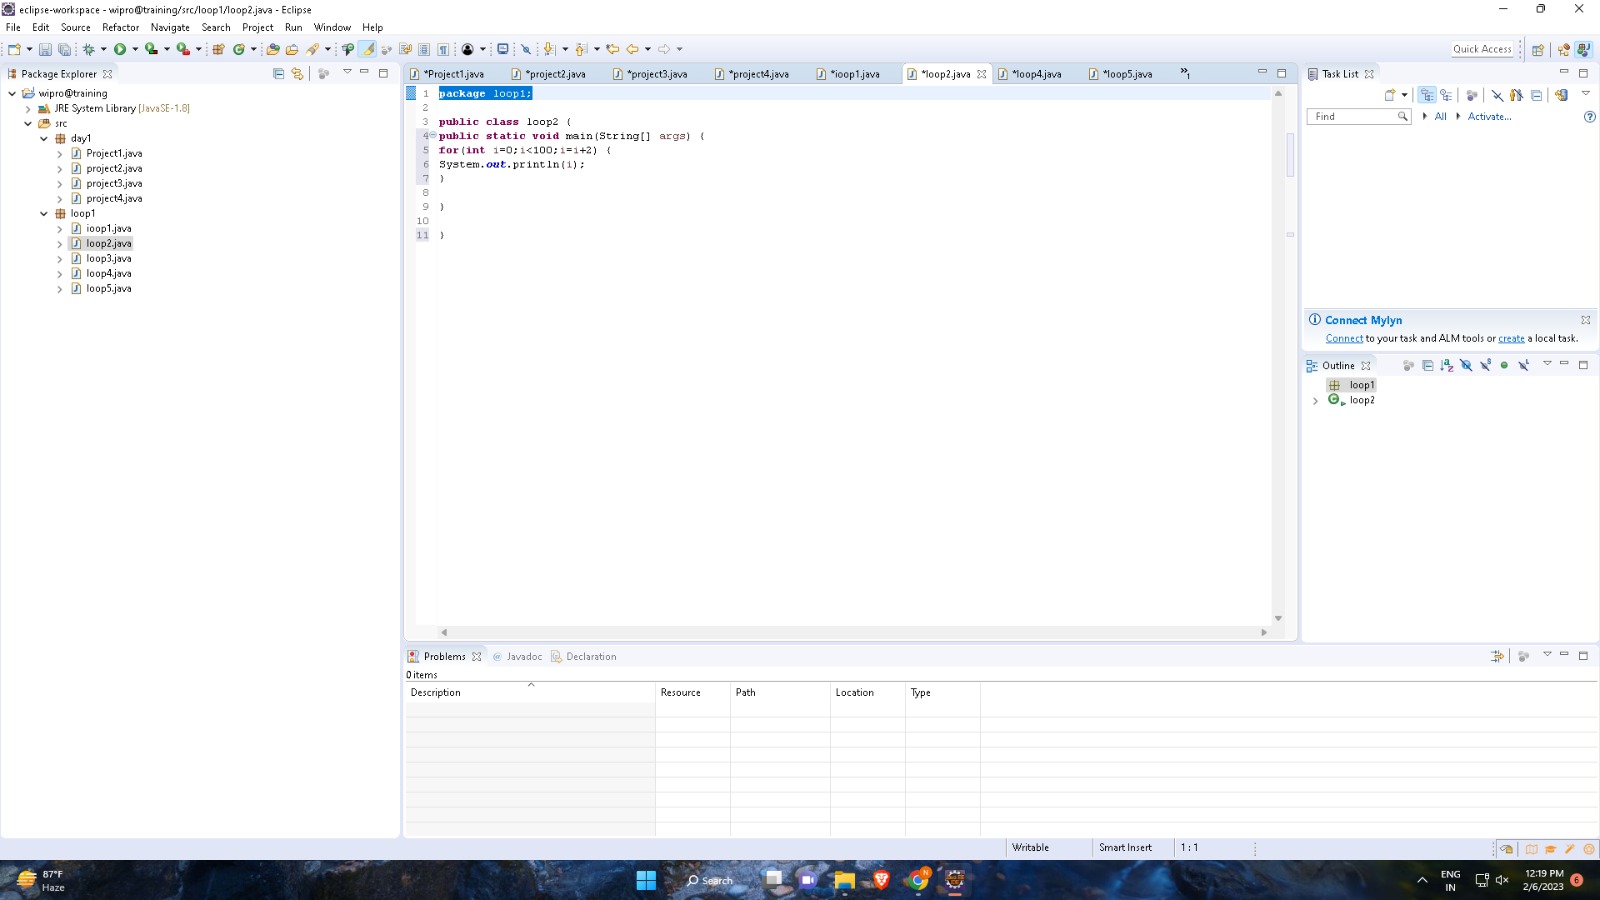 eclipse-workspace - wipro@training/src/loop1/loop2.java - Eclipse
File Edit Source Refactor Navigate Search Project Run Window Help
Quick Access
Package Explorer
wipro@training
JRE System Library [JavaSE-1.8]
src
day1
Project1.java
project2.java
project3.java
project4.java
loop1
ioop1.java
loop2.java
loop3.java
loop4.java
loop5.java
*Project1.java *project2.java *project3.java *project4.java *ioop1.java *loop2.java *loop4.java *loop5.java »1
1 package loop1;
2
3 public class loop2 {
4 public static void main(String[] args) {
5 for(int i=0;i<100;i=i+2) {
6 System.out.println(i);
7 }
8
9 }
10
11 }
Task List
Find All Activate...
Connect Mylyn
Connect to your task and ALM tools or create a local task.
Outline
loop1
loop2
Problems @ Javadoc Declaration
0 items
Description Resource Path Location Type
Writable Smart Insert 1 : 1
87°F
Haze
Search
ENG
IN
12:19 PM
2/6/2023
6